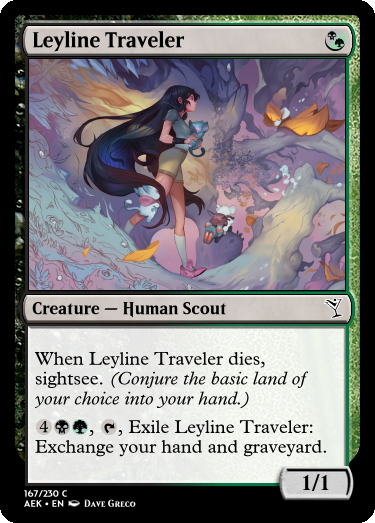 Leyline Traveler
Creature — Human Scout
When Leyline Traveler dies,
sightsee. (Conjure the basic land of
your choice into your hand.)
4, , Exile Leyline Traveler:
Exchange your hand and graveyard.
1/1
167/230 C
AEK • EN Dave Greco